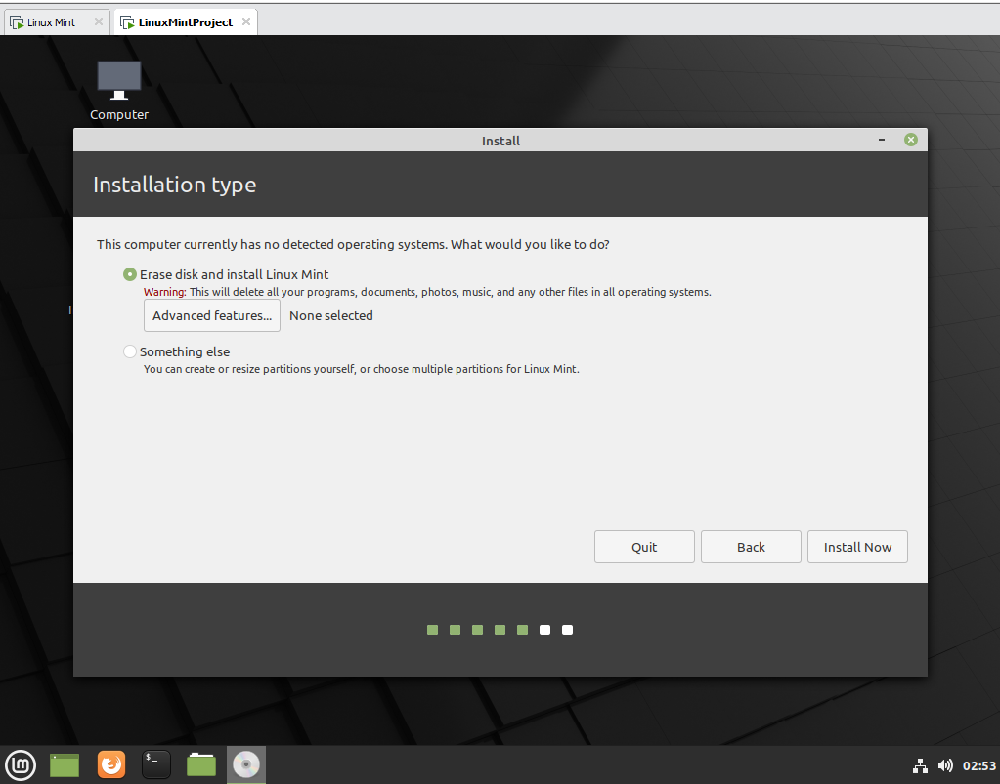 Linux Mint
LinuxMintProject
Computer
Install
Installation type
This computer currently has no detected operating systems. What would you like to do?
Erase disk and install Linux Mint
Warning: This will delete all your programs, documents, photos, music, and any other files in all operating systems.
Advanced features... None selected
Something else
You can create or resize partitions yourself, or choose multiple partitions for Linux Mint.
Quit Back Install Now
$_
02:53